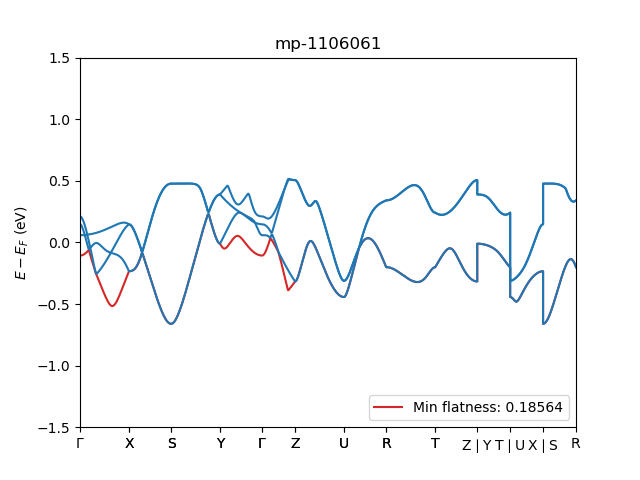 mp-1106061
E − E_F (eV)
1.5
1.0
0.5
0.0
−0.5
−1.0
−1.5
Min flatness: 0.18564
Γ X S Y Γ Z U R T Z|Y T|U X|S R